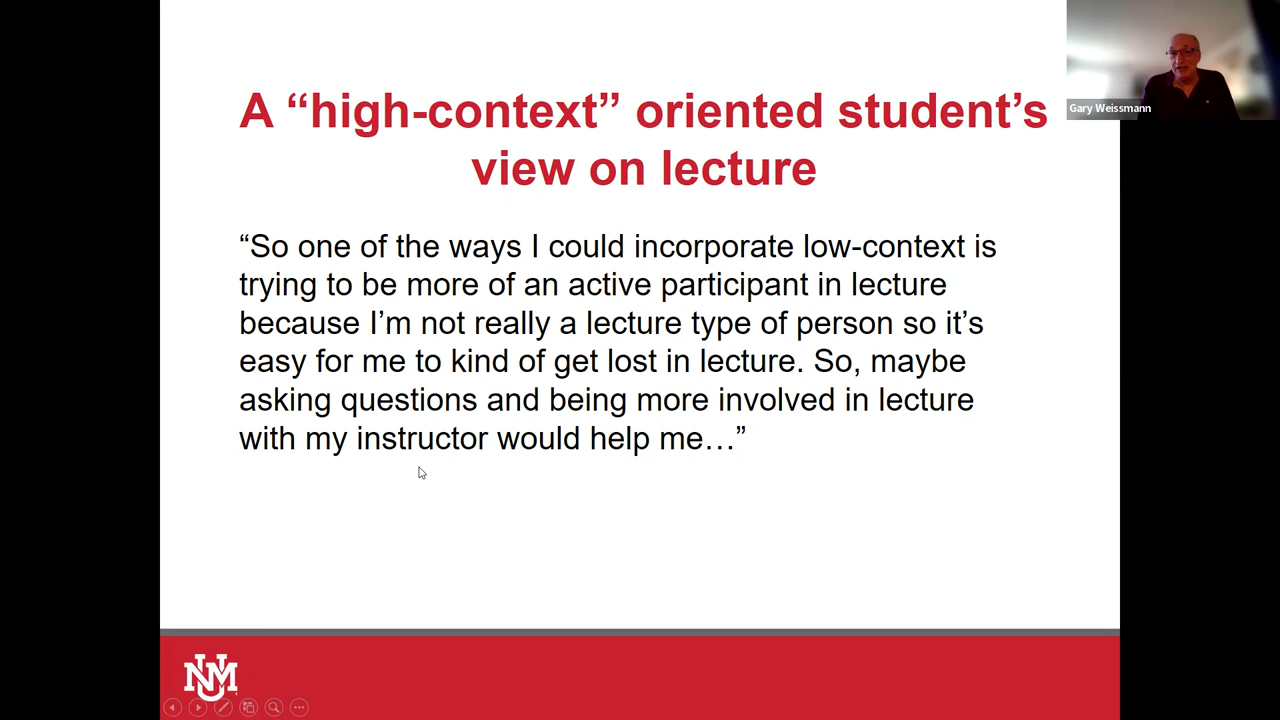 A “high-context” oriented student’s
view on lecture
“So one of the ways I could incorporate low-context is
trying to be more of an active participant in lecture
because I’m not really a lecture type of person so it’s
easy for me to kind of get lost in lecture. So, maybe
asking questions and being more involved in lecture
with my instructor would help me…”
Gary Weissmann
UNM